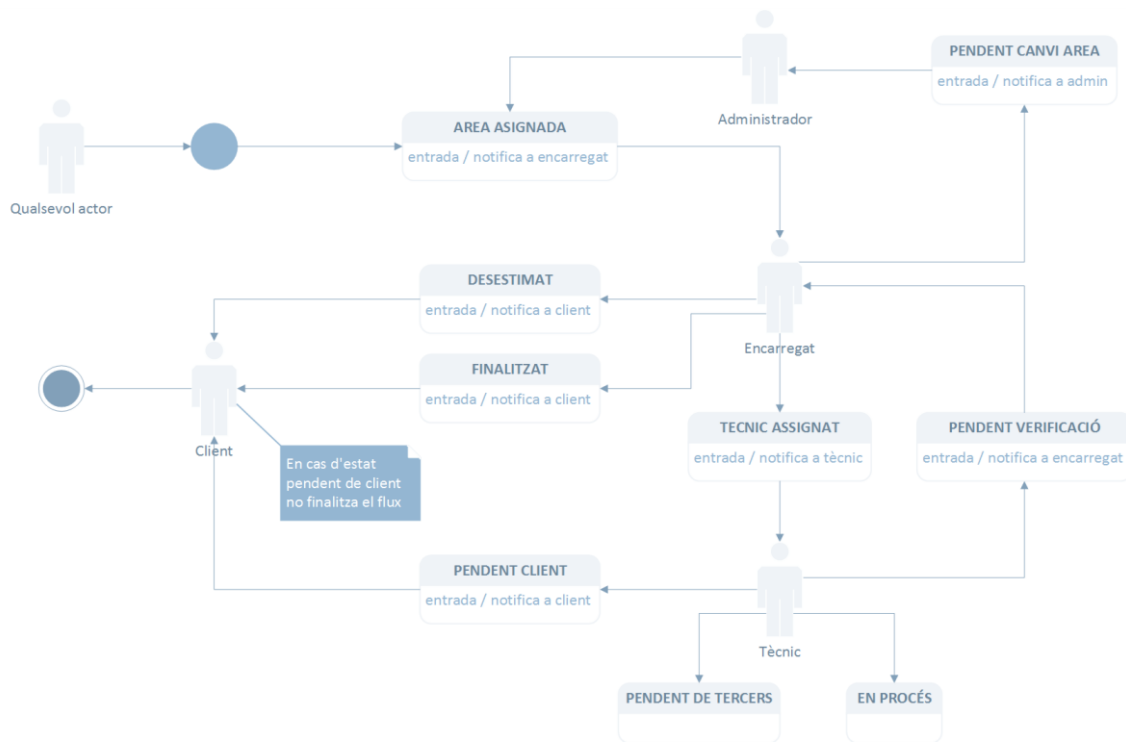 PENDENT CANVI AREA
entrada / notifica a admin
Administrador
AREA ASIGNADA
entrada / notifica a encarregat
Qualsevol actor
DESESTIMAT
entrada / notifica a client
Encarregat
FINALITZAT
entrada / notifica a client
TECNIC ASSIGNAT
entrada / notifica a tècnic
PENDENT VERIFICACIÓ
entrada / notifica a encarregat
Client
En cas d'estat
pendent de client
no finalitza el flux
PENDENT CLIENT
entrada / notifica a client
Tècnic
PENDENT DE TERCERS
EN PROCÉS